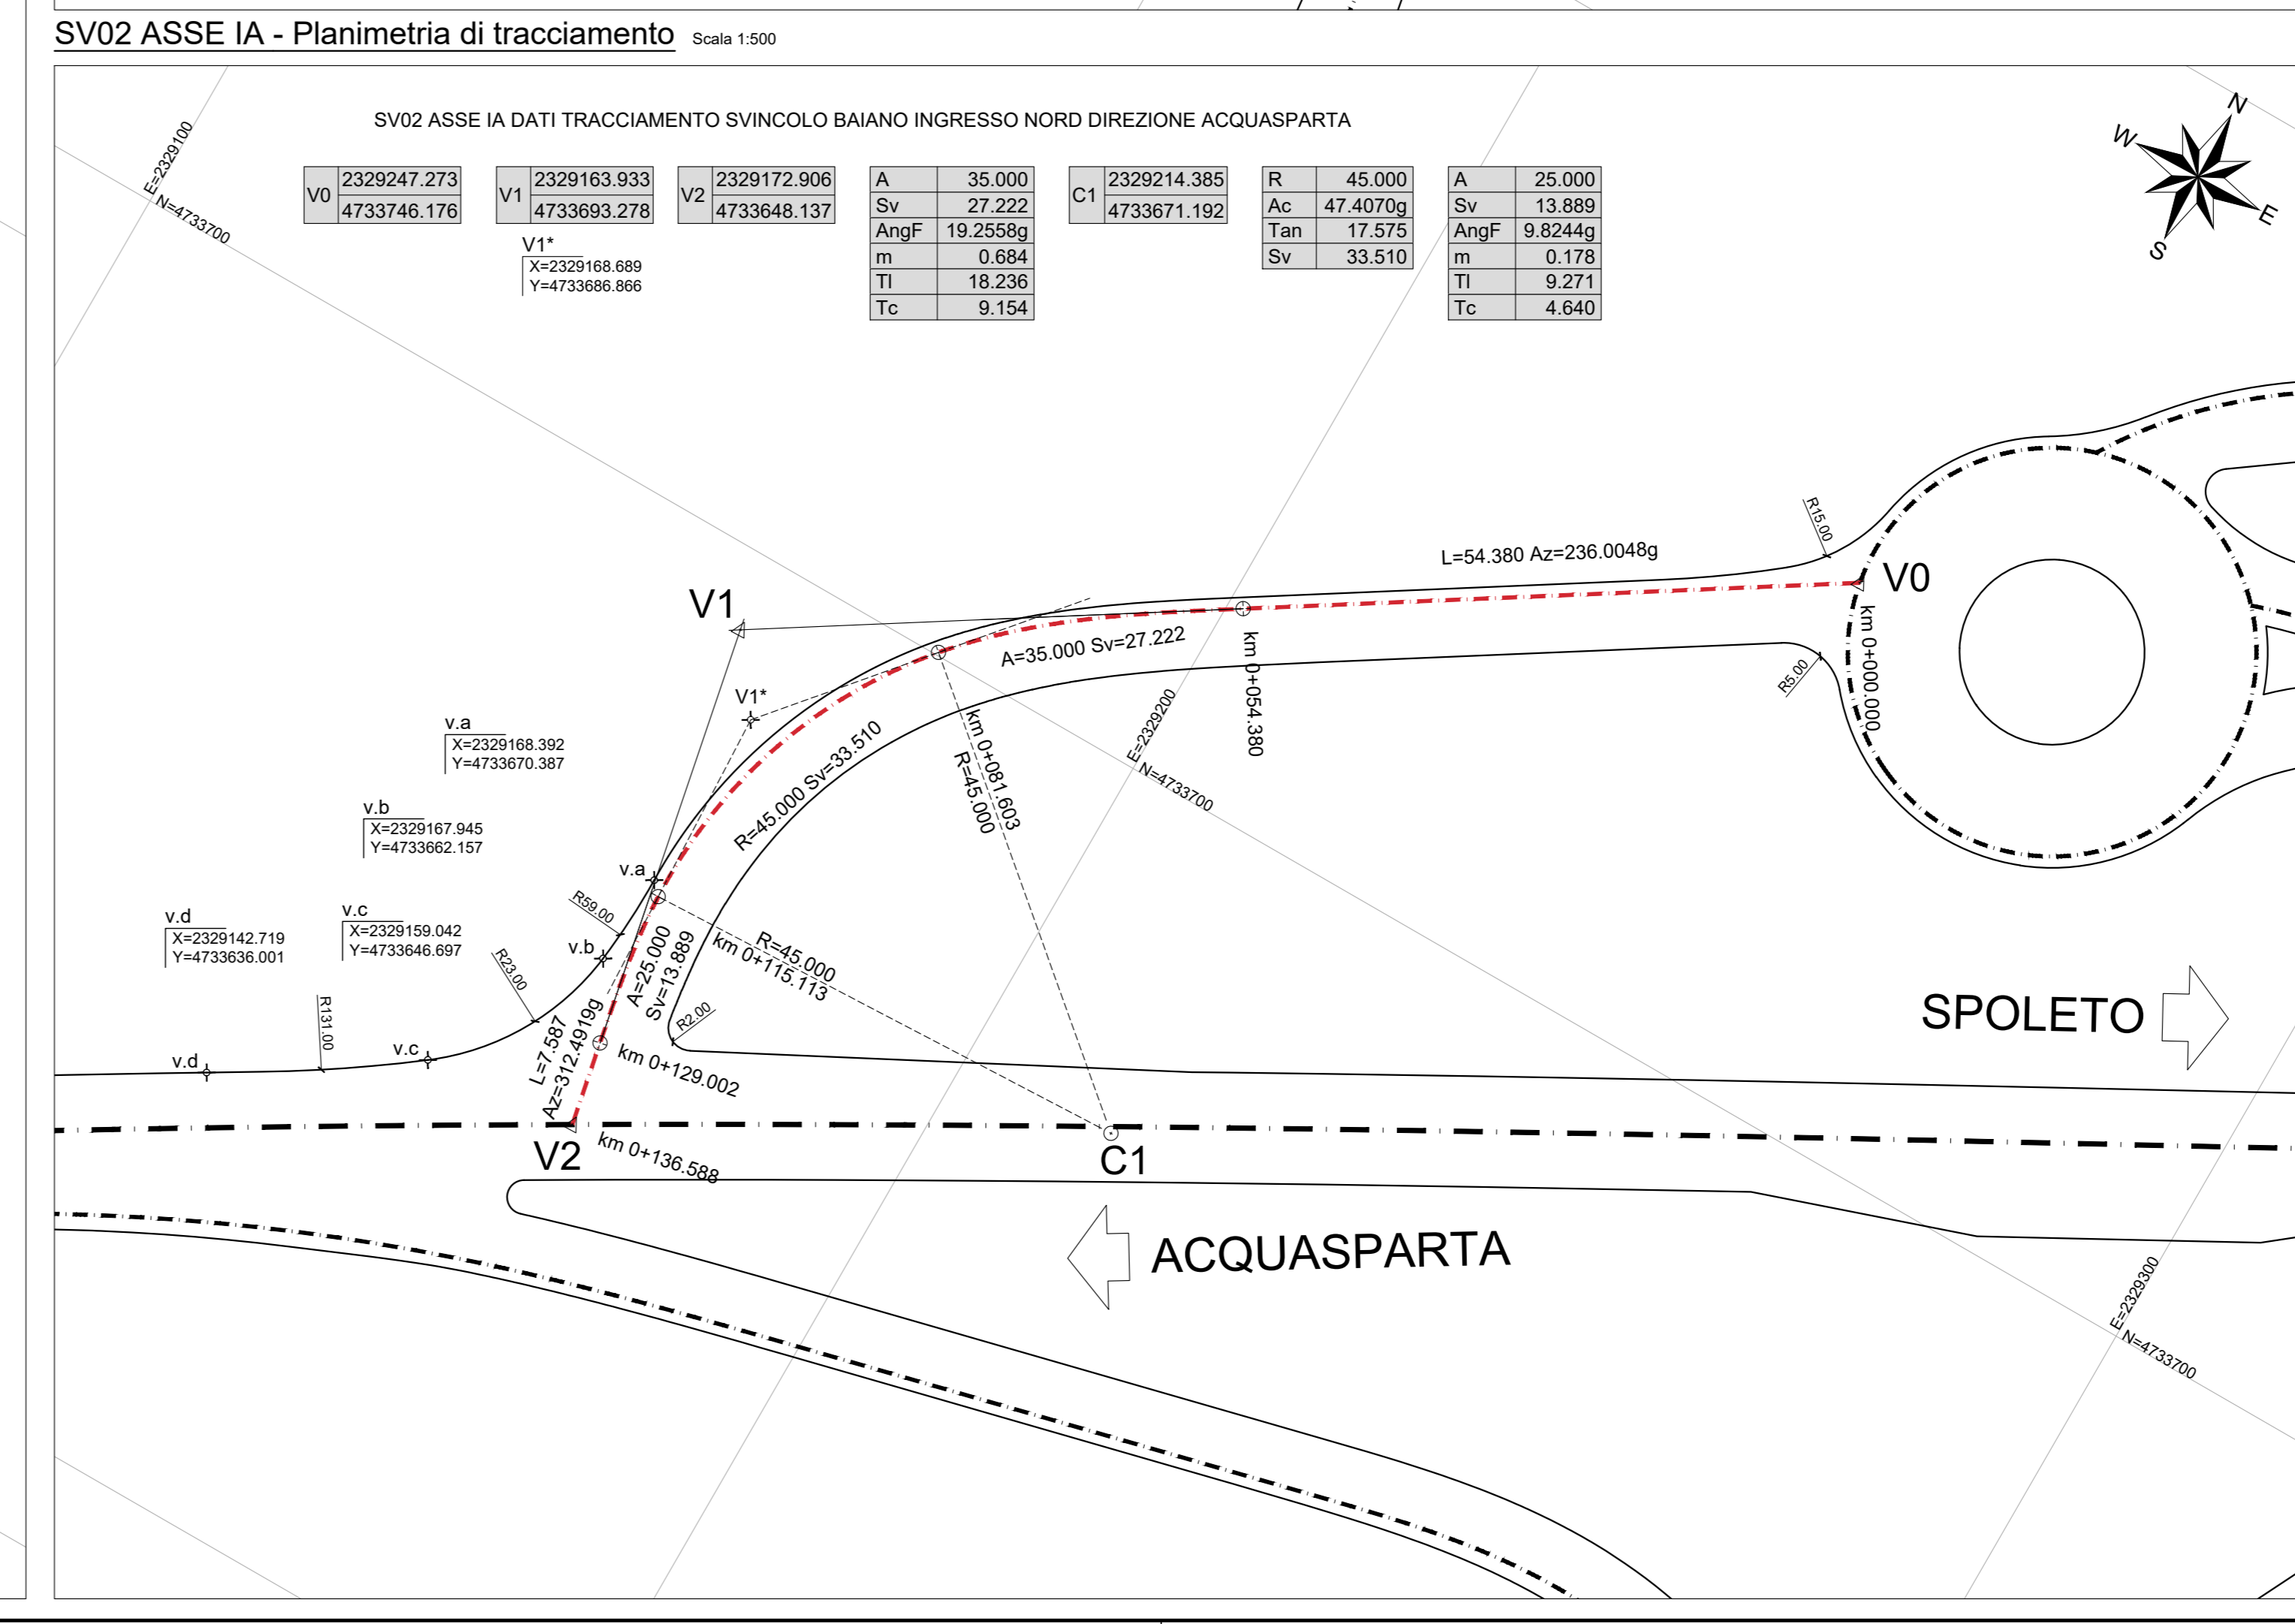 SV02 ASSE IA - Planimetria di tracciamento Scala 1:500
SV02 ASSE IA DATI TRACCIAMENTO SVINCOLO BAIANO INGRESSO NORD DIREZIONE ACQUASPARTA
E=2329100
N=4733700
V0 2329247.273
4733746.176
V1 2329163.933
4733693.278
V2 2329172.906
4733648.137
V1*
X=2329168.689
Y=4733686.866
A 35.000
Sv 27.222
AngF 19.2558g
m 0.684
Tl 18.236
Tc 9.154
C1 2329214.385
4733671.192
R 45.000
Ac 47.4070g
Tan 17.575
Sv 33.510
A 25.000
Sv 13.889
AngF 9.8244g
m 0.178
Tl 9.271
Tc 4.640
N
W
E
S
R15.00
L=54.380 Az=236.0048g
V0
km 0+000.000
R5.00
V1
V1*
A=35.000 Sv=27.222
km 0+054.380
E=2329200
N=4733700
km 0+081.603
R=45.000
R=45.000 Sv=33.510
v.a
X=2329168.392
Y=4733670.387
v.b
X=2329167.945
Y=4733662.157
v.c
X=2329159.042
Y=4733646.697
v.d
X=2329142.719
Y=4733636.001
v.a
R59.00
v.b
R23.00
R131.00
v.c
v.d
A=25.000
Sv=13.889
R=45.000
km 0+115.113
R2.00
L=7.587
Az=312.4919g
km 0+129.002
V2
km 0+136.588
C1
SPOLETO
ACQUASPARTA
E=2329300
N=4733700